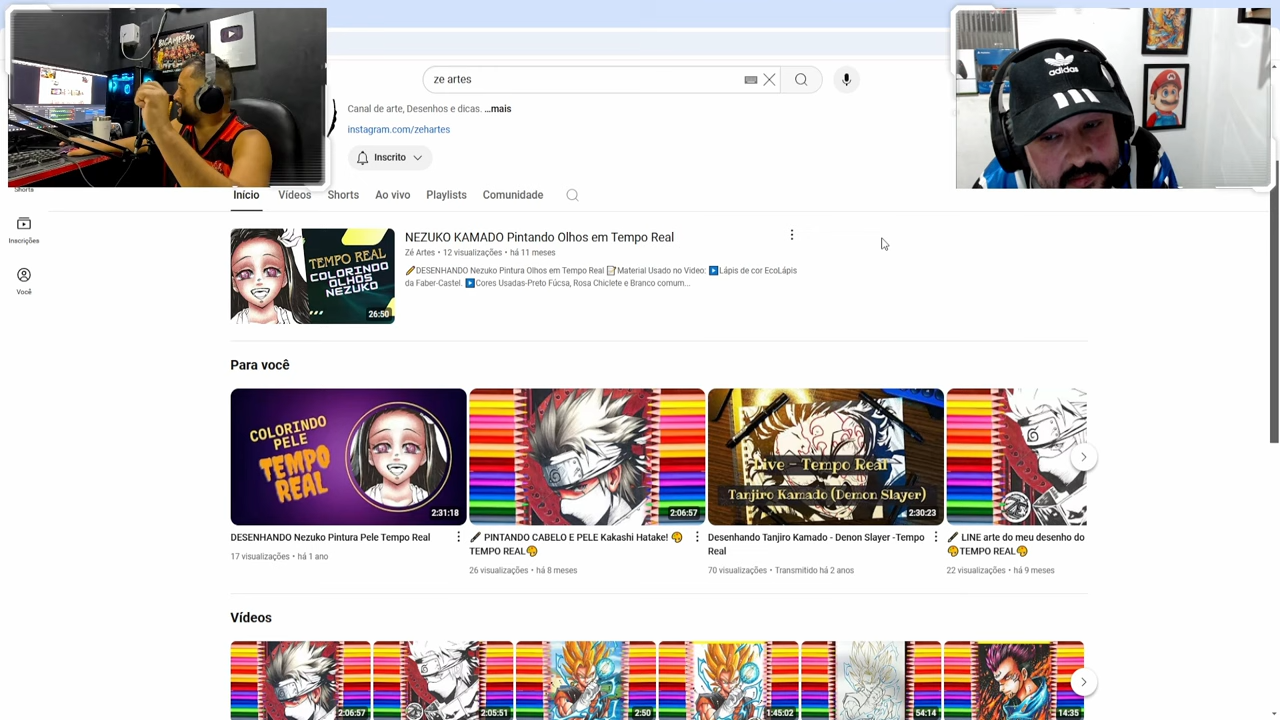 BICAMPEÃO
adidas
ze artes
Canal de arte, Desenhos e dicas. ...mais
instagram.com/zehartes
Inscrito
Shorts
Inscrições
Você
Início Vídeos Shorts Ao vivo Playlists Comunidade
TEMPO REAL
COLORINDO
OLHOS
NEZUKO
26:50
NEZUKO KAMADO Pintando Olhos em Tempo Real
Zé Artes • 12 visualizações • há 11 meses
DESENHANDO Nezuko Pintura Olhos em Tempo Real Material Usado no Video: Lápis de cor EcoLápis
da Faber-Castel. Cores Usadas-Preto Fúcsa, Rosa Chiclete e Branco comum...
Para você
COLORINDO
PELE
TEMPO
REAL
2:31:18
2:06:57
Live - Tempo Real
Tanjiro Kamado (Demon Slayer)
2:30:23
DESENHANDO Nezuko Pintura Pele Tempo Real
17 visualizações • há 1 ano
PINTANDO CABELO E PELE Kakashi Hatake!
TEMPO REAL
26 visualizações • há 8 meses
Desenhando Tanjiro Kamado - Denon Slayer -Tempo
Real
70 visualizações • Transmitido há 2 anos
LINE arte do meu desenho do
TEMPO REAL
22 visualizações • há 9 meses
Vídeos
2:06:57
2:05:51
2:50
1:45:02
54:14
14:35